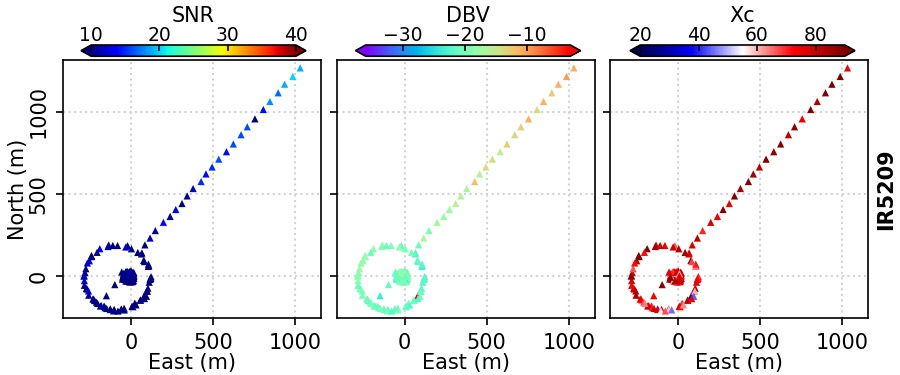 SNR DBV Xc
10 20 30 40 −30 −20 −10 20 40 60 80
North (m)
1000
500
0
IR5209
0 500 1000 0 500 1000 0 500 1000
East (m) East (m) East (m)